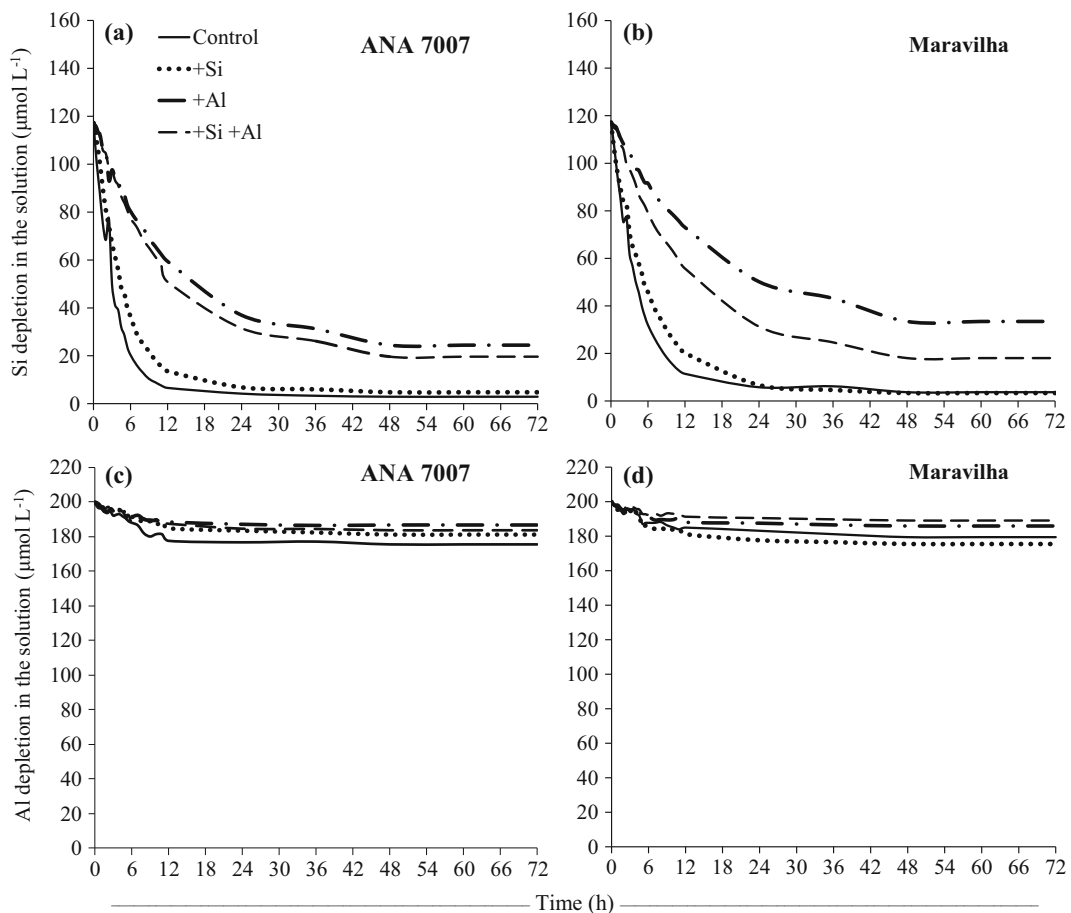 (a)
ANA 7007
Control
+Si
+Al
+Si +Al
Si depletion in the solution (µmol L⁻¹)
160
140
120
100
80
60
40
20
0
0 6 12 18 24 30 36 42 48 54 60 66 72
(b)
Maravilha
160
140
120
100
80
60
40
20
0
0 6 12 18 24 30 36 42 48 54 60 66 72
(c)
ANA 7007
Al depletion in the solution (µmol L⁻¹)
220
200
180
160
140
120
100
80
60
40
20
0
0 6 12 18 24 30 36 42 48 54 60 66 72
(d)
Maravilha
220
200
180
160
140
120
100
80
60
40
20
0
0 6 12 18 24 30 36 42 48 54 60 66 72
Time (h)